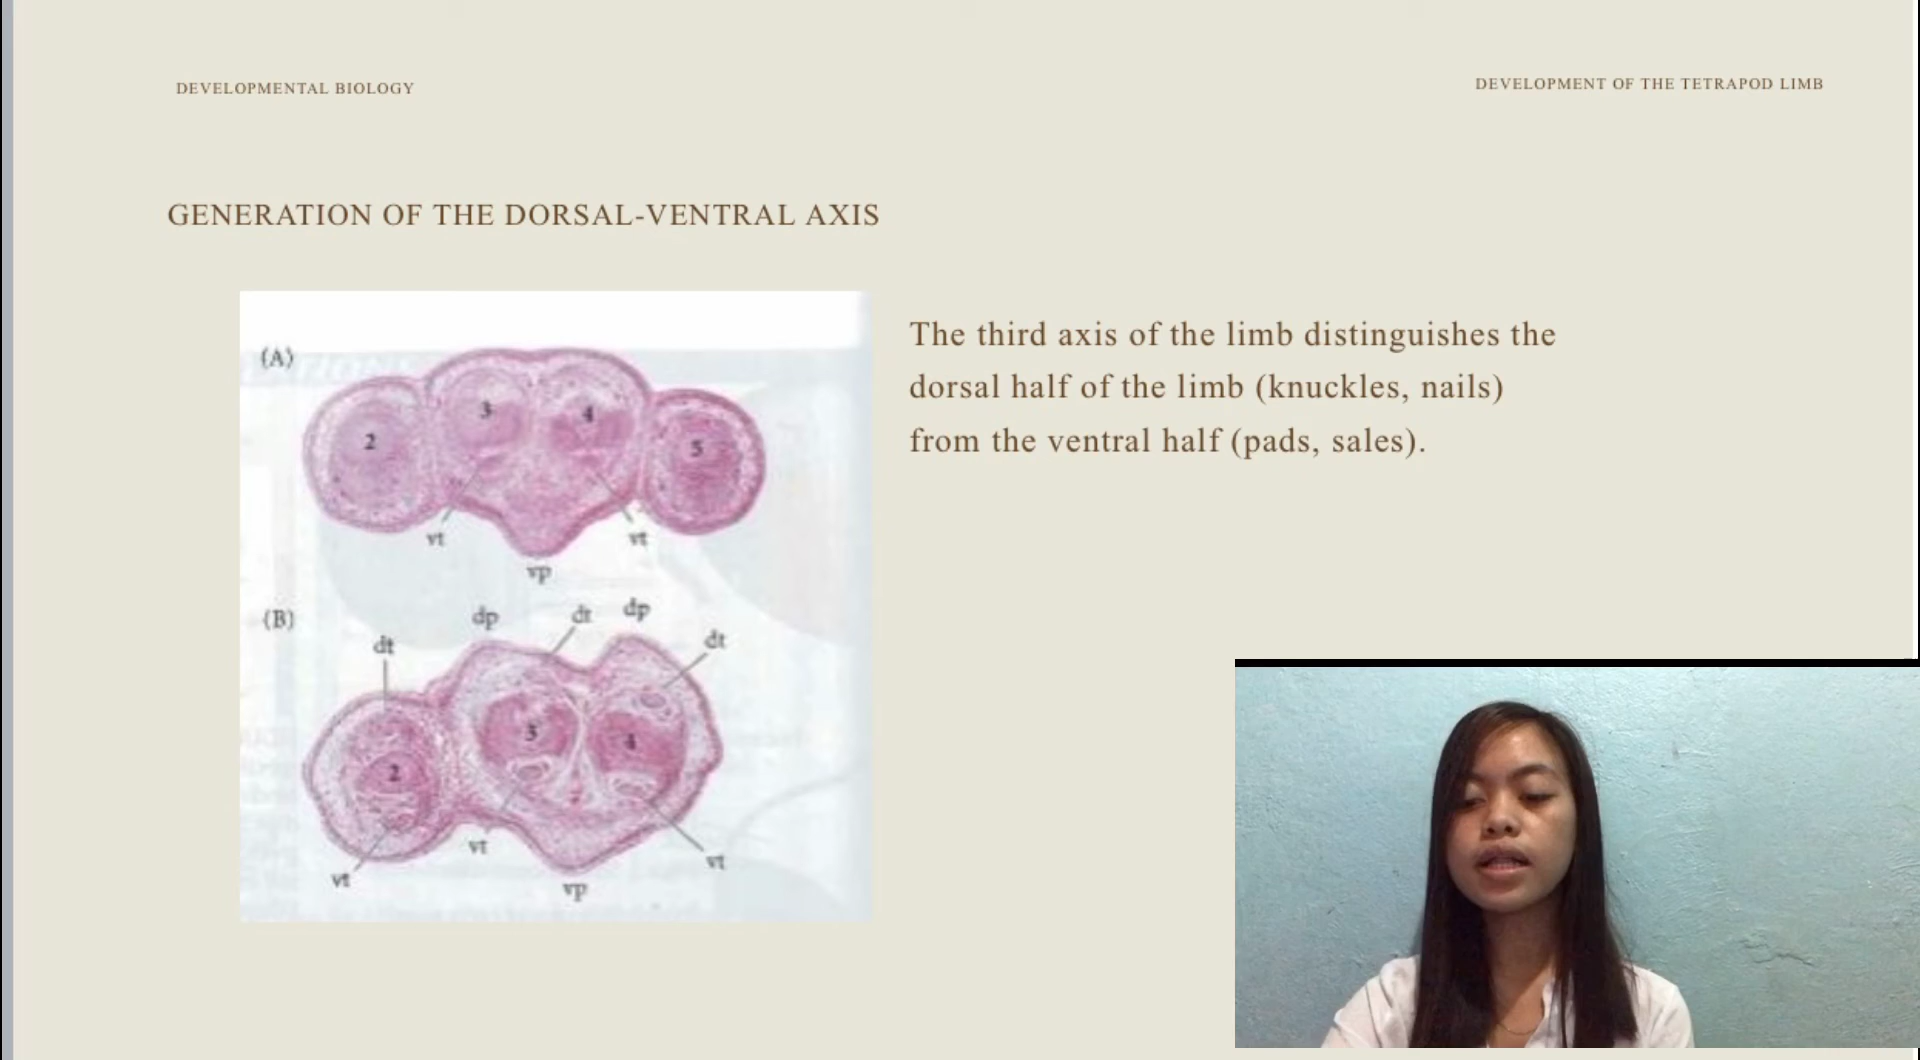 DEVELOPMENTAL BIOLOGY
DEVELOPMENT OF THE TETRAPOD LIMB
GENERATION OF THE DORSAL-VENTRAL AXIS
The third axis of the limb distinguishes the
dorsal half of the limb (knuckles, nails)
from the ventral half (pads, sales).
(A)
3
4
2
5
vt
vt
vp
(B)
dp
dt
dp
dt
dt
3
4
2
vt
vt
vt
vp